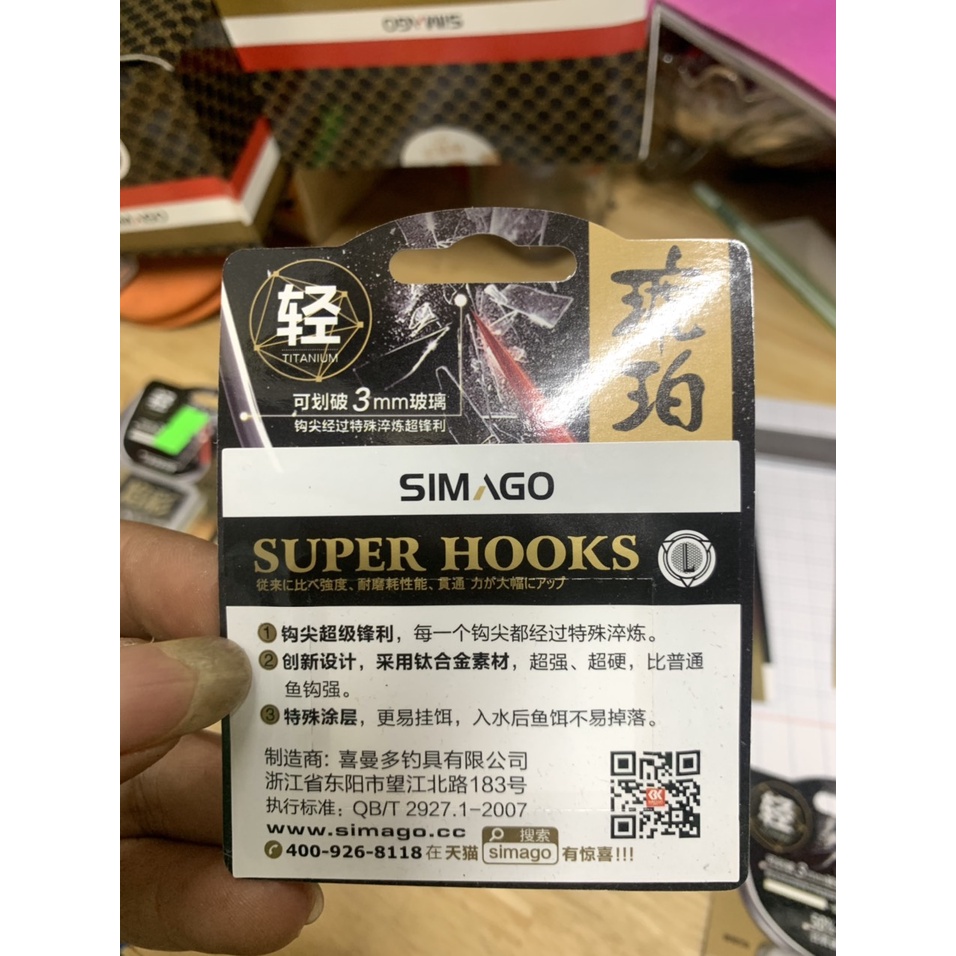 SIMAGO
轻
TITANIUM
可划破3mm玻璃
钩尖经过特殊淬炼超锋利
琥珀
SIMAGO
SUPER HOOKS
L
従来に比べ強度、耐磨耗性能、貫通 力が大幅にアップ
① 钩尖超级锋利，每一个钩尖都经过特殊淬炼。
② 创新设计，采用钛合金素材，超强、超硬，比普通
鱼钩强。
③ 特殊涂层，更易挂饵，入水后鱼饵不易掉落。
制造商：喜曼多钓具有限公司
浙江省东阳市望江北路183号
执行标准：QB/T 2927.1-2007
www.simago.cc
搜索
400-926-8118 在天猫 simago 有惊喜!!!
轻